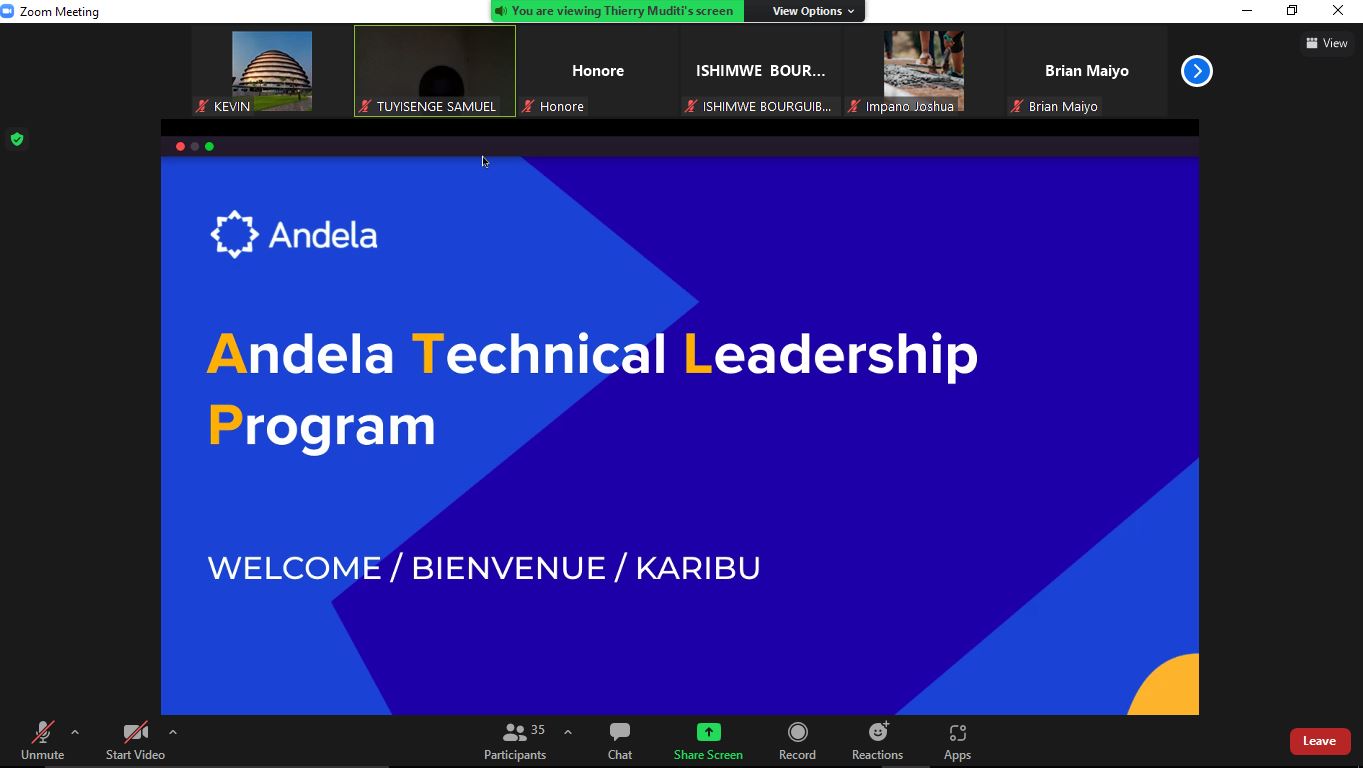 Zoom Meeting
You are viewing Thierry Muditi's screen
View Options
View
KEVIN
TUYISENGE SAMUEL
Honore
Honore
ISHIMWE BOUR...
ISHIMWE BOURGUIB...
Impano Joshua
Brian Maiyo
Brian Maiyo
Andela
Andela Technical Leadership
Program
WELCOME / BIENVENUE / KARIBU
Unmute
Start Video
35
Participants
Chat
Share Screen
Record
Reactions
Apps
Leave